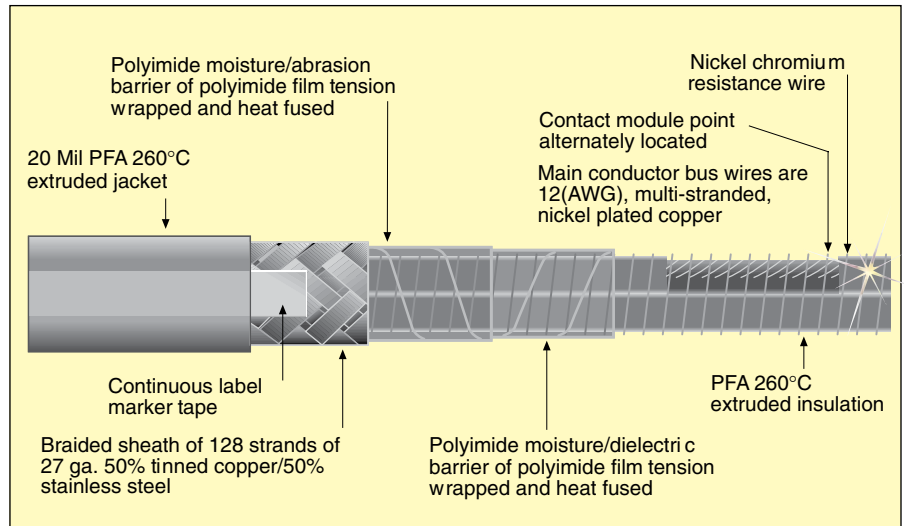 Polyimide moisture/abrasion
barrier of polyimide film tension
wrapped and heat fused
Nickel chromium
resistance wire
Contact module point
alternately located
20 Mil PFA 260°C
extruded jacket
Main conductor bus wires are
12(AWG), multi-stranded,
nickel plated copper
Continuous label
marker tape
PFA 260°C
extruded insulation
Braided sheath of 128 strands of
27 ga. 50% tinned copper/50%
stainless steel
Polyimide moisture/dielectric
barrier of polyimide film tension
wrapped and heat fused